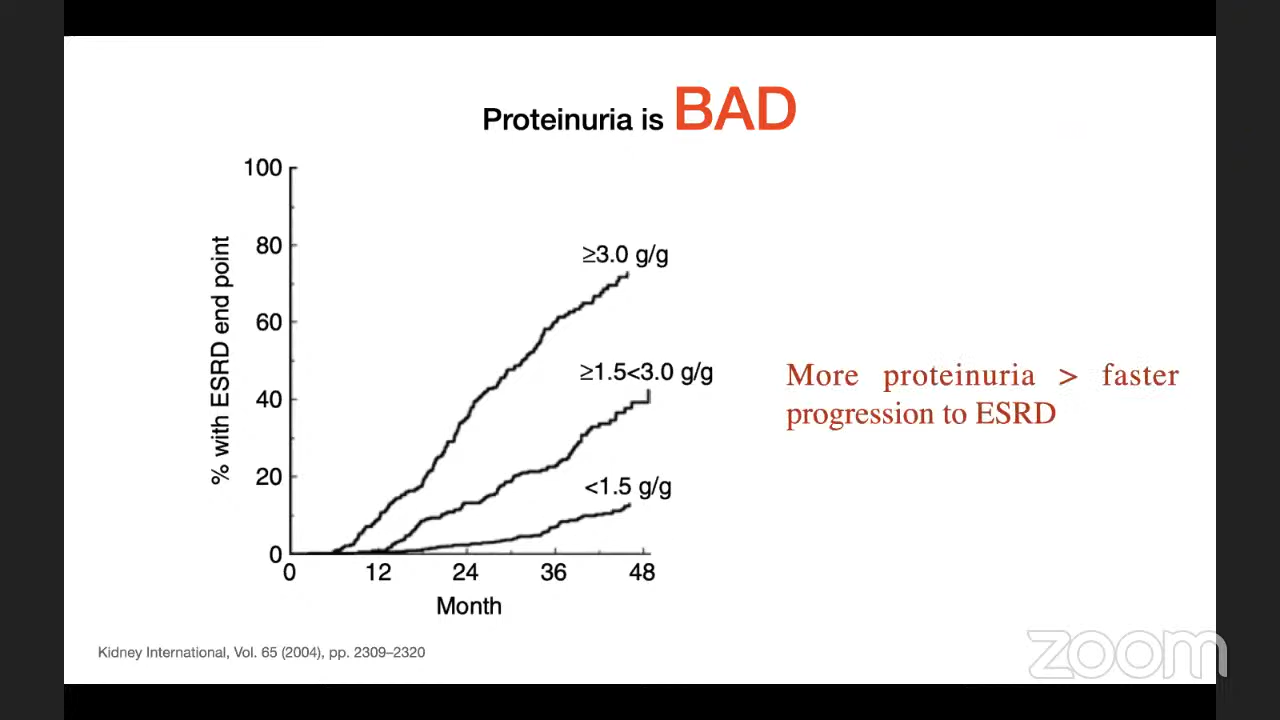 Proteinuria is BAD
100
80
60
40
20
0
% with ESRD end point
≥3.0 g/g
≥1.5<3.0 g/g
<1.5 g/g
0 12 24 36 48
Month
More proteinuria > faster
progression to ESRD
Kidney International, Vol. 65 (2004), pp. 2309–2320
zoom